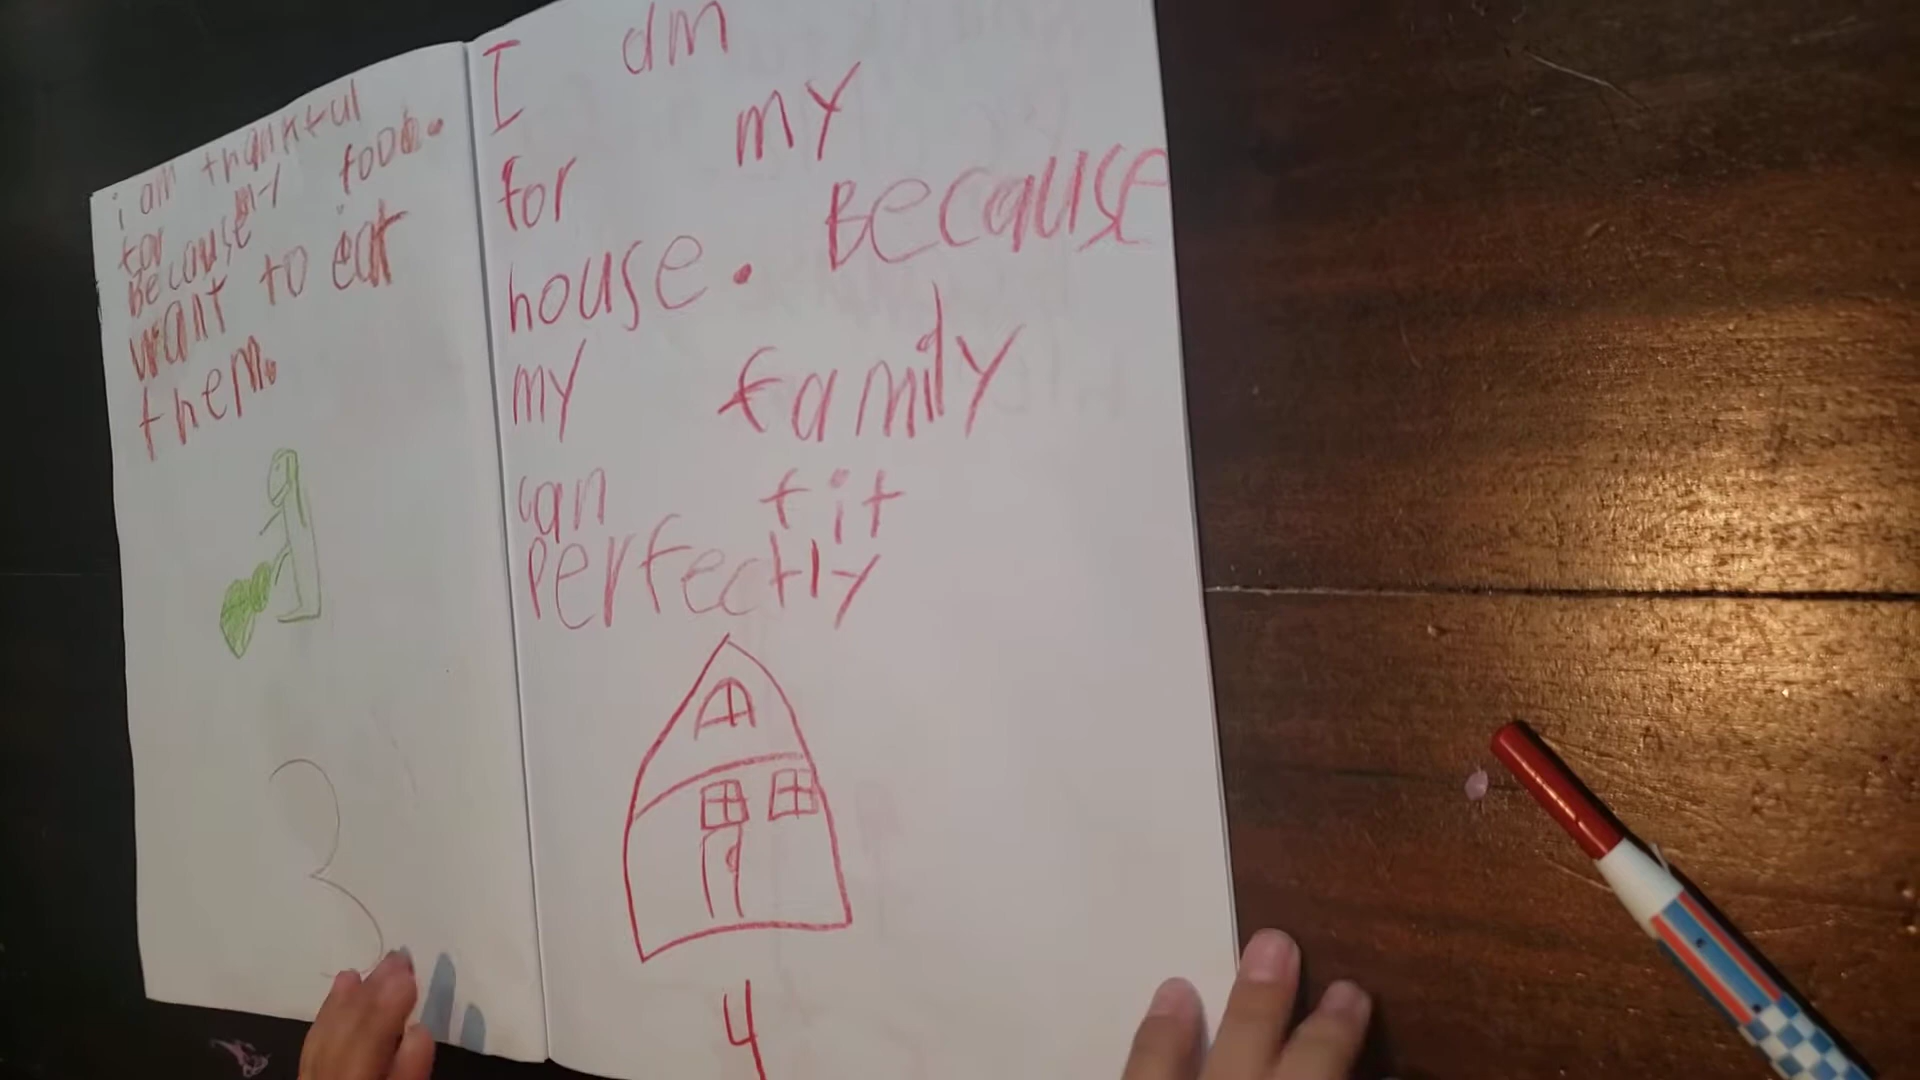 i am thankful
for my food.
Because
want to eat
them.
3
I am
for my
house. Because
my family
can fit
perfectly
4